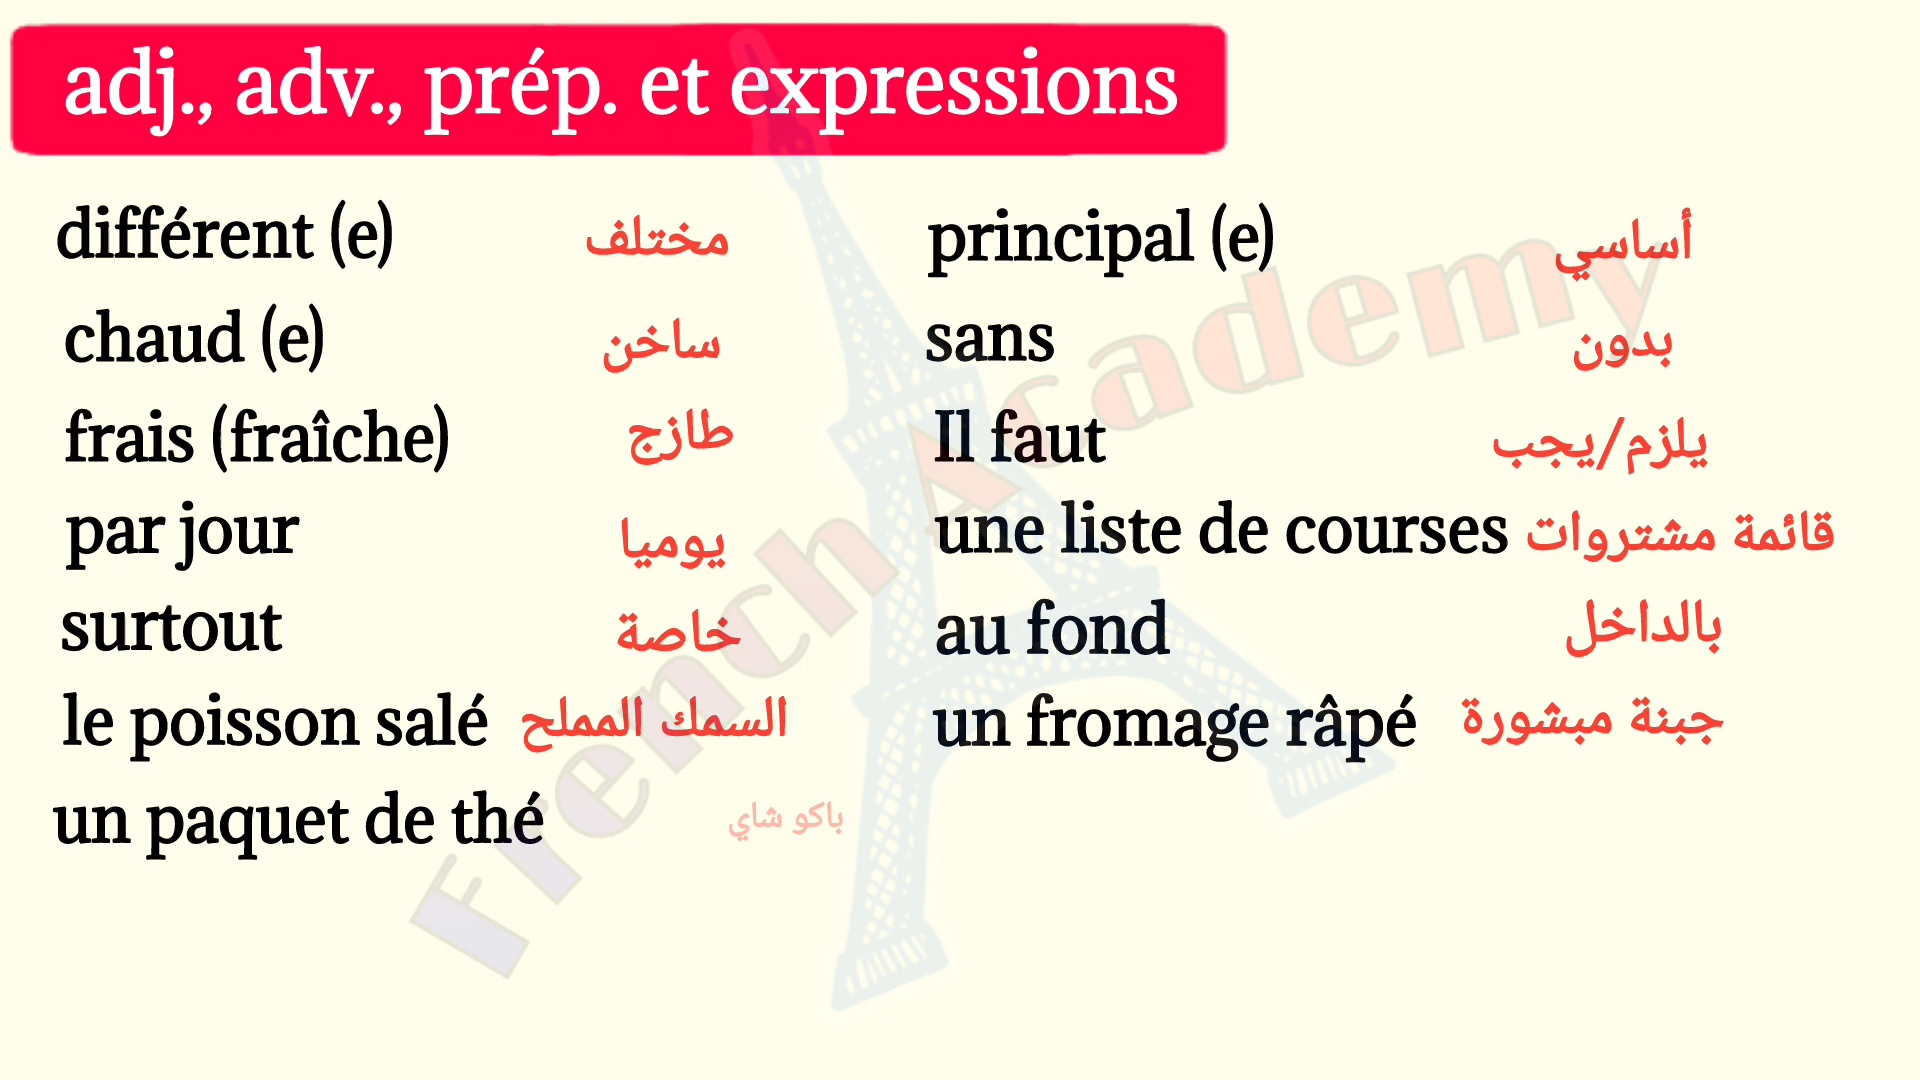 adj., adv., prép. et expressions
différent (e) مختلف
chaud (e) ساخن
frais (fraîche) طازج
par jour يوميا
surtout خاصة
le poisson salé السمك المملح
un paquet de thé باكو شاي
principal (e) أساسي
sans بدون
Il faut يلزم/يجب
une liste de courses قائمة مشتروات
au fond بالداخل
un fromage râpé جبنة مبشورة
French Academy